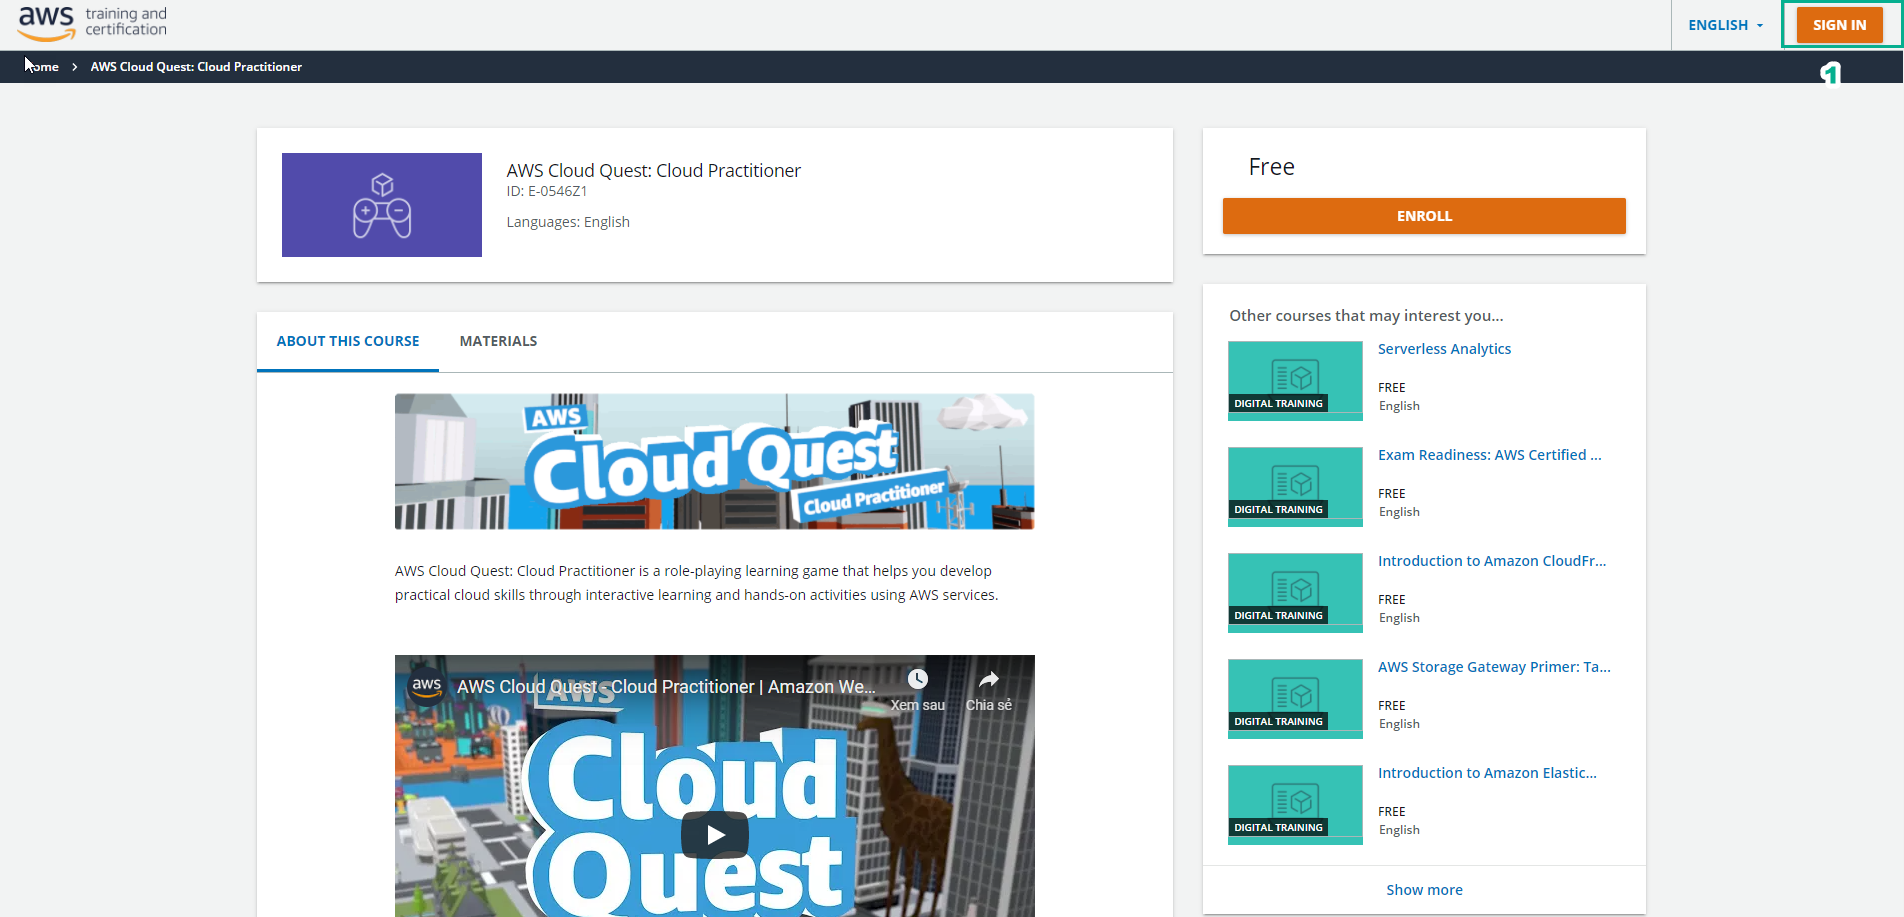 aws training and
certification
ENGLISH
SIGN IN
1
AWS Cloud Quest: Cloud Practitioner
AWS Cloud Quest: Cloud Practitioner
ID: E-0546Z1
Languages: English
Free
ENROLL
ABOUT THIS COURSE
MATERIALS
AWS
Cloud Quest
Cloud Practitioner
AWS Cloud Quest: Cloud Practitioner is a role-playing learning game that helps you develop
practical cloud skills through interactive learning and hands-on activities using AWS services.
aws
AWS Cloud Quest - Cloud Practitioner | Amazon We...
Xem sau
Chia sẻ
AWS
Cloud
Quest
Other courses that may interest you...
Serverless Analytics
DIGITAL TRAINING
FREE
English
Exam Readiness: AWS Certified ...
DIGITAL TRAINING
FREE
English
Introduction to Amazon CloudFr...
DIGITAL TRAINING
FREE
English
AWS Storage Gateway Primer: Ta...
DIGITAL TRAINING
FREE
English
Introduction to Amazon Elastic...
DIGITAL TRAINING
FREE
English
Show more